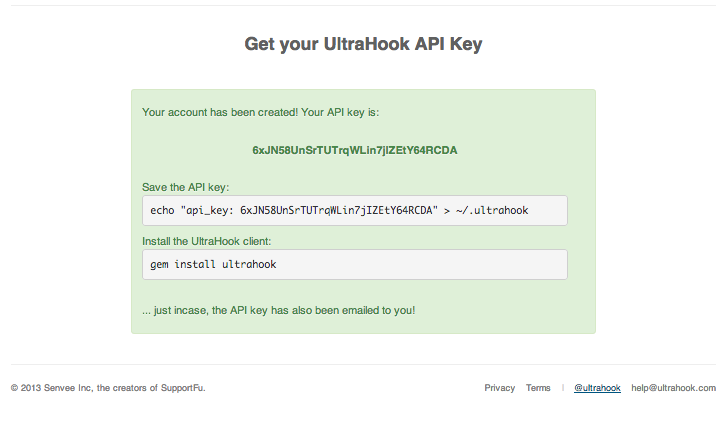 Get your UltraHook API Key
Your account has been created! Your API key is:
6xJN58UnSrTUTrqWLin7jIZEtY64RCDA
Save the API key:
echo "api_key: 6xJN58UnSrTUTrqWLin7jIZEtY64RCDA" > ~/.ultrahook
Install the UltraHook client:
gem install ultrahook
... just incase, the API key has also been emailed to you!
© 2013 Senvee Inc, the creators of SupportFu. Privacy Terms | @ultrahook help@ultrahook.com